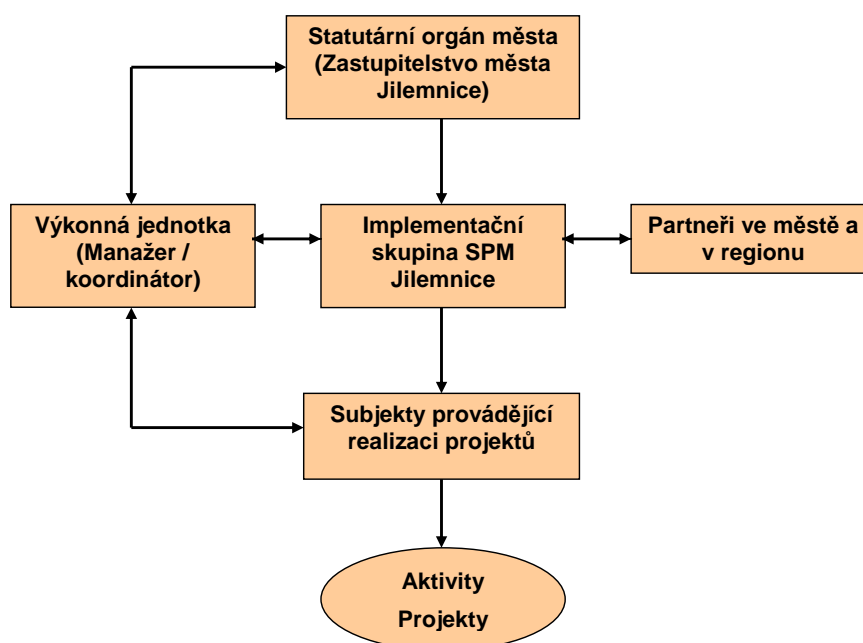 Statutární orgán města
(Zastupitelstvo města
Jilemnice)
Výkonná jednotka
(Manažer /
koordinátor)
Implementační
skupina SPM
Jilemnice
Partneři ve městě a
v regionu
Subjekty provádějící
realizaci projektů
Aktivity
Projekty